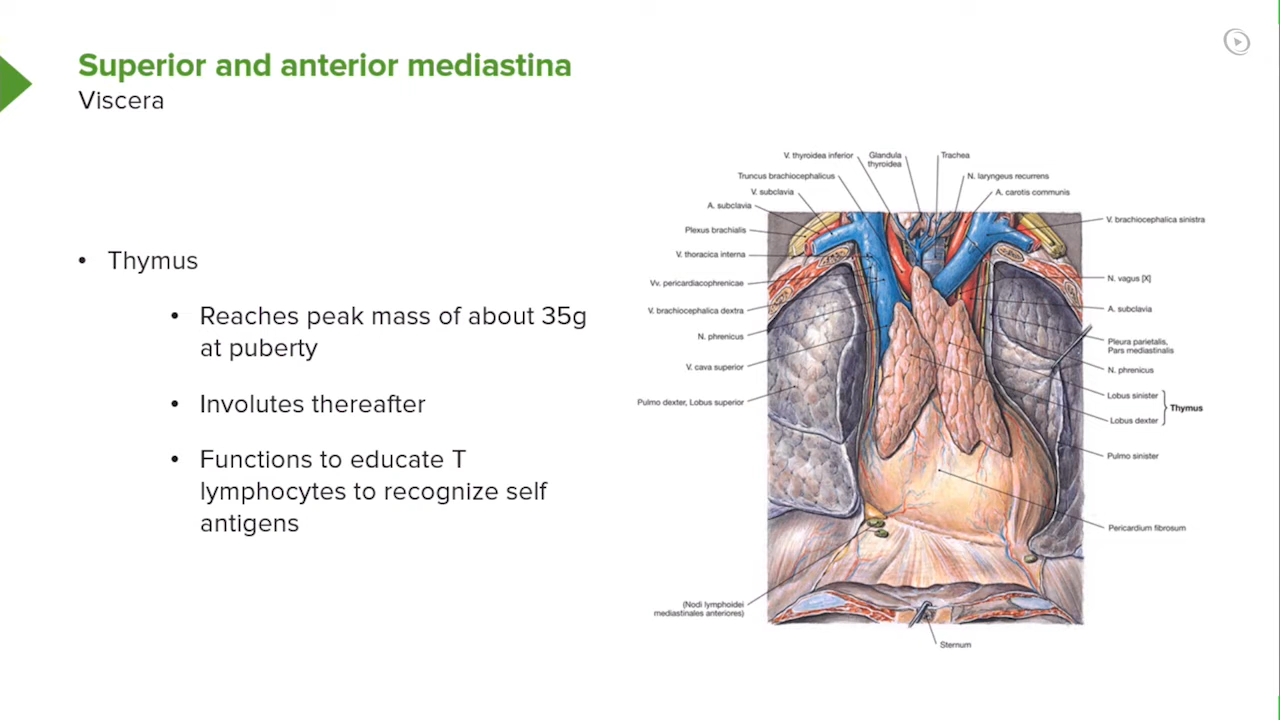 Superior and anterior mediastina
Viscera
• Thymus
• Reaches peak mass of about 35g
at puberty
• Involutes thereafter
• Functions to educate T
lymphocytes to recognize self
antigens
V. thyroidea inferior
Glandula
thyroidea
Trachea
Truncus brachiocephalicus
N. laryngeus recurrens
V. subclavia
A. carotis communis
A. subclavia
Plexus brachialis
V. brachiocephalica sinistra
V. thoracica interna
Vv. pericardiacophrenicae
N. vagus [X]
V. brachiocephalica dextra
A. subclavia
N. phrenicus
Pleura parietalis,
Pars mediastinalis
V. cava superior
N. phrenicus
Pulmo dexter, Lobus superior
Lobus sinister
Thymus
Lobus dexter
Pulmo sinister
Pericardium fibrosum
(Nodi lymphoidei
mediastinales anteriores)
Sternum